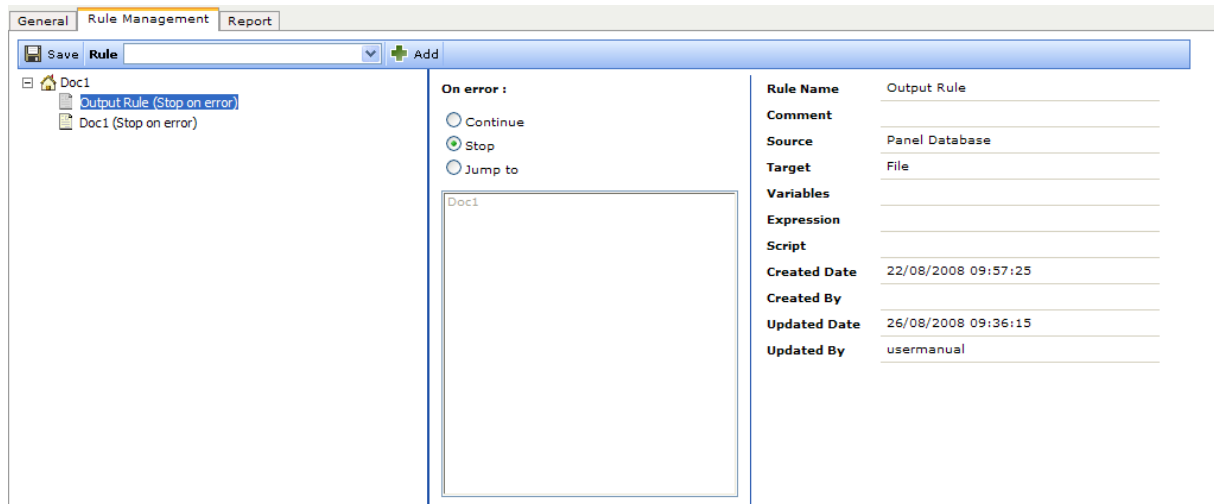 General Rule Management Report
Save Rule Add
Doc1
Output Rule (Stop on error)
Doc1 (Stop on error)
On error :
Continue
Stop
Jump to
Doc1
Rule Name Output Rule
Comment
Source Panel Database
Target File
Variables
Expression
Script
Created Date 22/08/2008 09:57:25
Created By
Updated Date 26/08/2008 09:36:15
Updated By usermanual